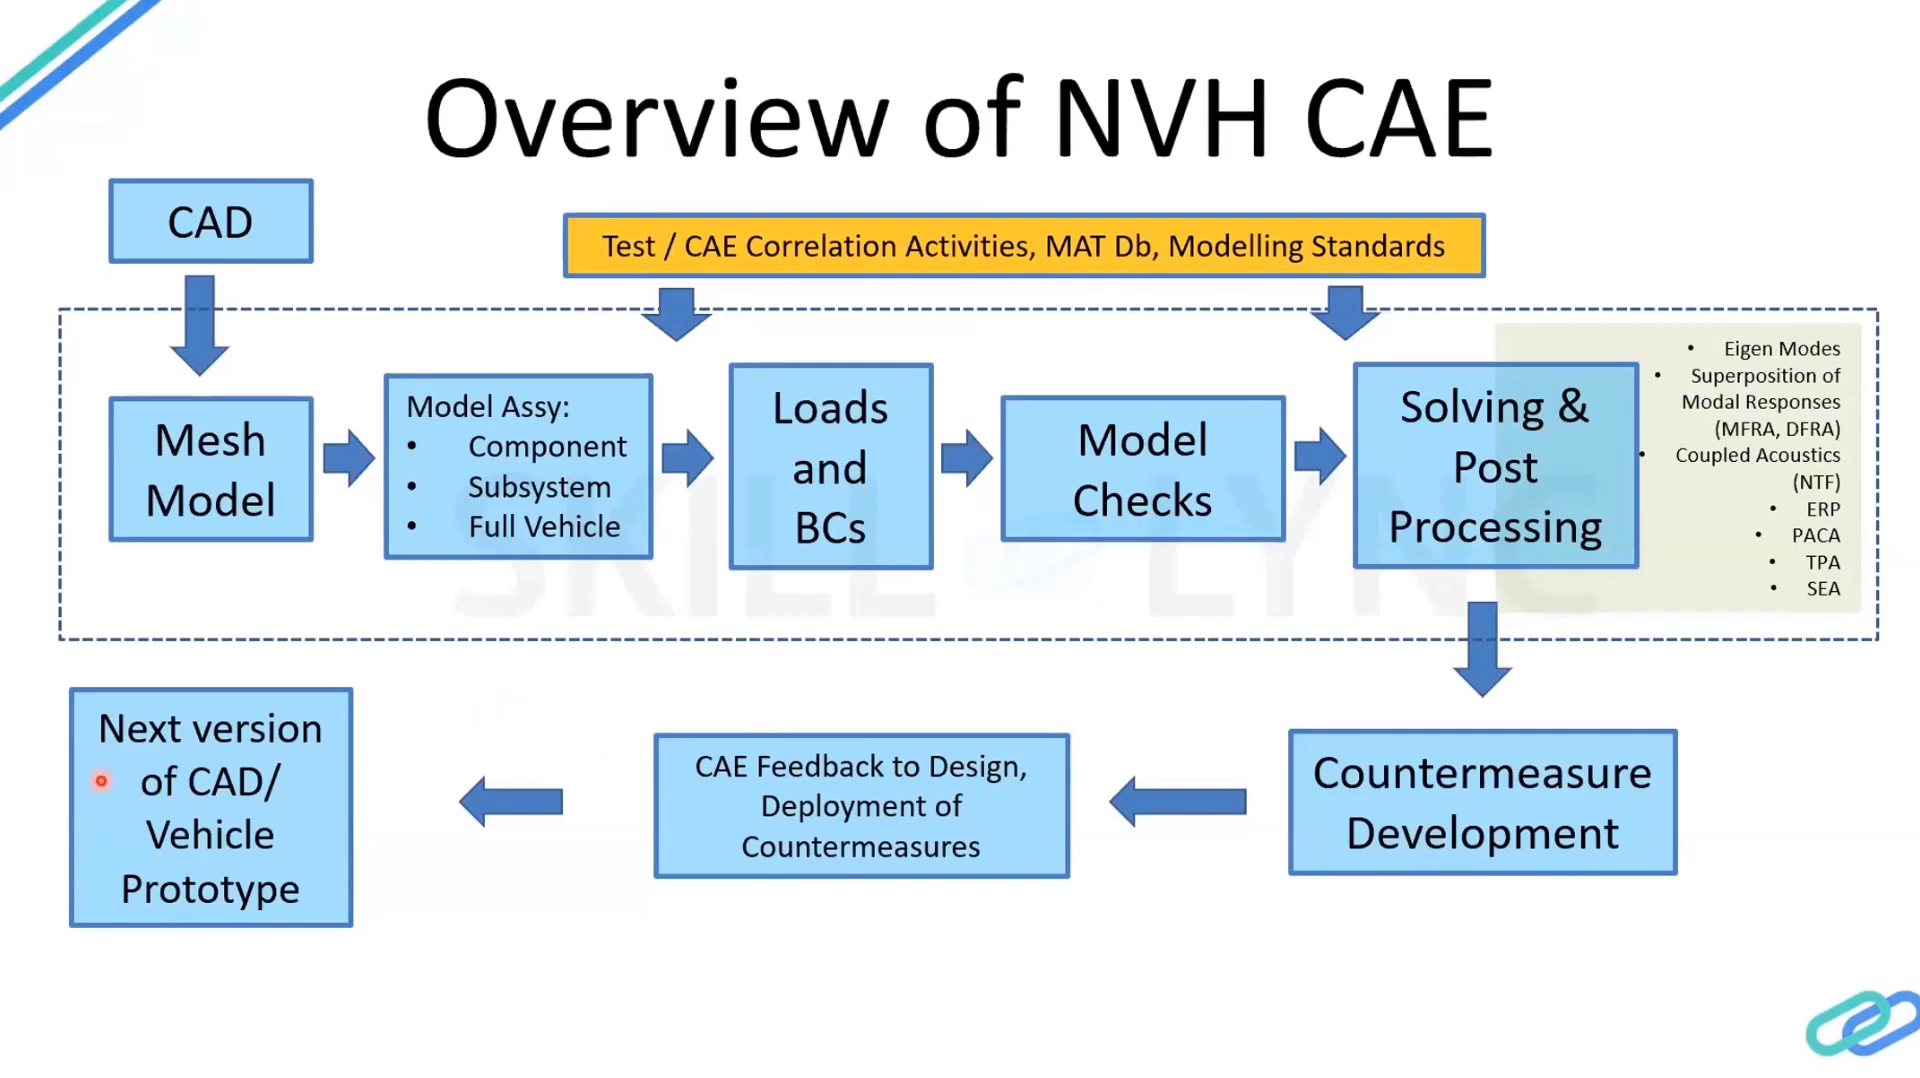 Overview of NVH CAE
CAD
Test / CAE Correlation Activities, MAT Db, Modelling Standards
Mesh
Model
Model Assy:
• Component
• Subsystem
• Full Vehicle
Loads
and
BCs
Model
Checks
Solving &
Post
Processing
• Eigen Modes
• Superposition of
Modal Responses
(MFRA, DFRA)
• Coupled Acoustics
(NTF)
• ERP
• PACA
• TPA
• SEA
SKILL LYNC
Next version
of CAD/
Vehicle
Prototype
CAE Feedback to Design,
Deployment of
Countermeasures
Countermeasure
Development